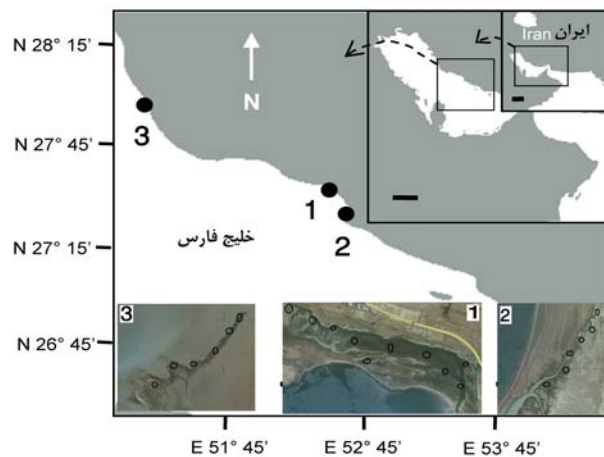 N 28° 15'
N 27° 45'
N 27° 15'
N 26° 45'
E 51° 45'
E 52° 45'
E 53° 45'
N
Iran ایران
خلیج فارس
3
1
2
3
1
2